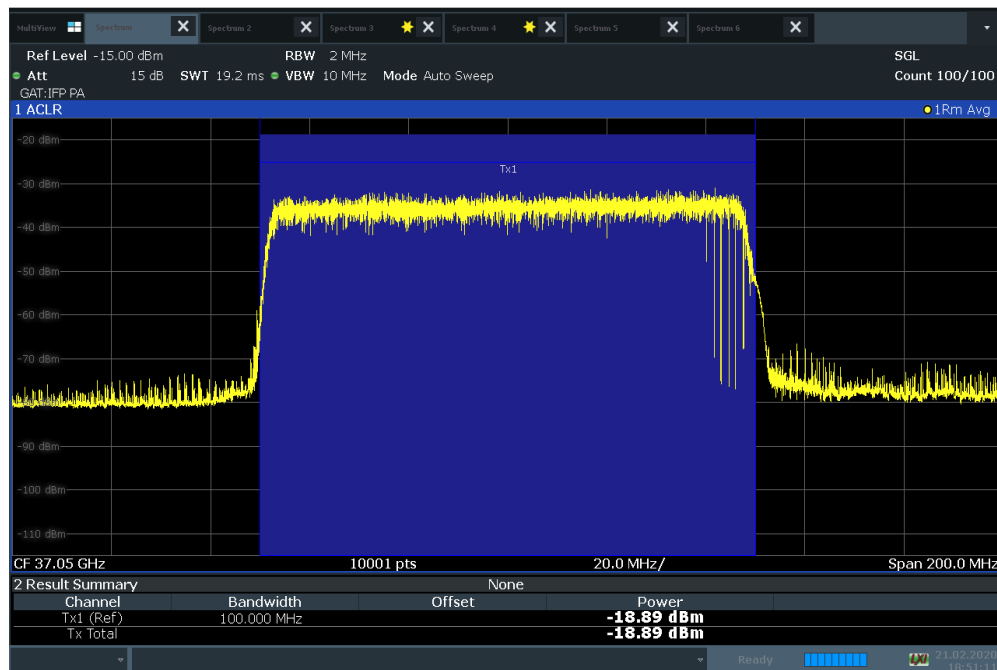 MultiView Spectrum Spectrum 2 Spectrum 3 Spectrum 4 Spectrum 5 Spectrum 6
Ref Level -15.00 dBm RBW 2 MHz SGL
Att 15 dB SWT 19.2 ms VBW 10 MHz Mode Auto Sweep Count 100/100
GAT:IFP PA
1 ACLR 1Rm Avg
-20 dBm
Tx1
-30 dBm
-40 dBm
-50 dBm
-60 dBm
-70 dBm
-90 dBm
-100 dBm
-110 dBm
CF 37.05 GHz 10001 pts 20.0 MHz/ Span 200.0 MHz
2 Result Summary None
Channel Bandwidth Offset Power
Tx1 (Ref) 100.000 MHz -18.89 dBm
Tx Total -18.89 dBm
Ready 21.02.2020